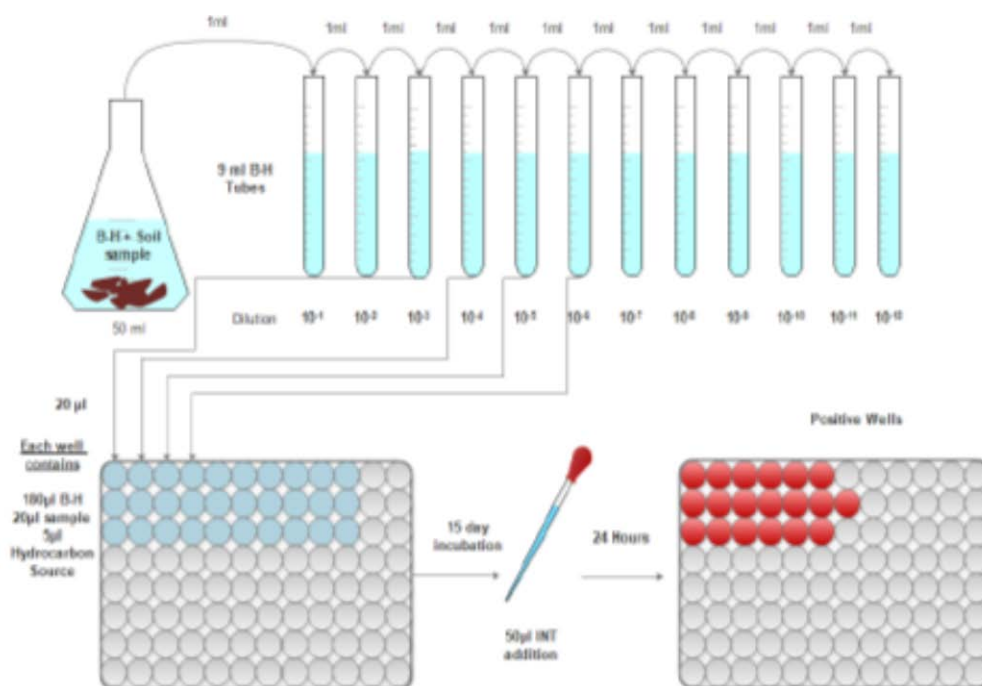 1ml 1ml 1ml 1ml 1ml 1ml 1ml 1ml 1ml 1ml 1ml 1ml
9 ml B-H
Tubes
B-H + Soil
sample
50 ml
Dilution 10-1 10-2 10-3 10-4 10-5 10-6 10-7 10-8 10-9 10-10 10-11 10-12
20 µl
Positive Wells
Each well
contains
180µl B-H
20µl sample
5µl
Hydrocarbon
Source
15 day
incubation
24 Hours
50µl INT
addition